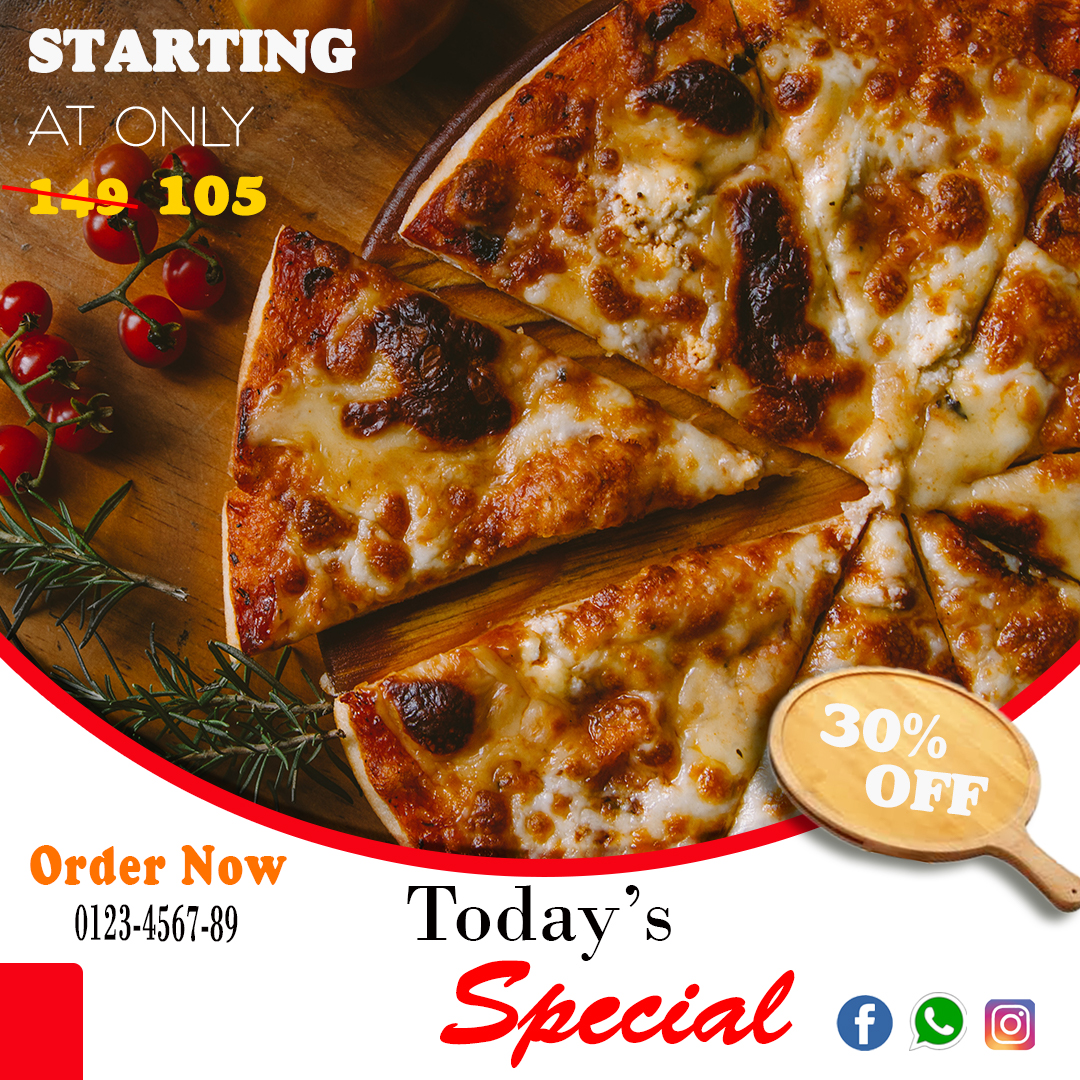 STARTING
AT ONLY
149 105
30%
OFF
Order Now
0123-4567-89
Today’s
Special